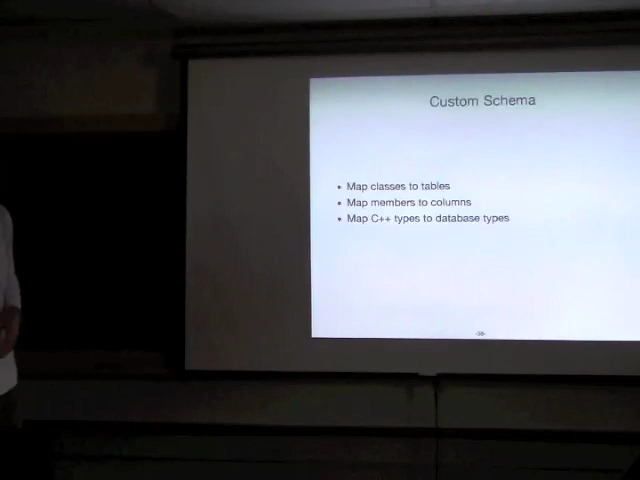 Custom Schema
• Map classes to tables
• Map members to columns
• Map C++ types to database types